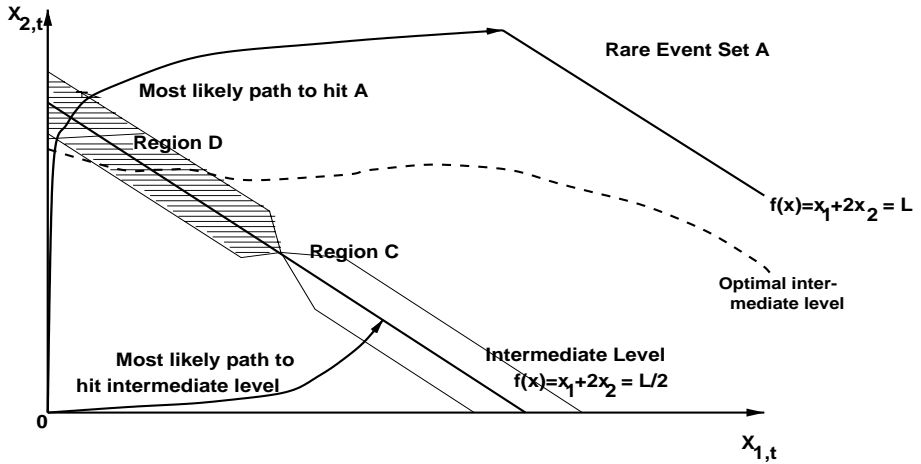 X2,t
Rare Event Set A
Most likely path to hit A
Region D
f(x)=x1+2x2 = L
Region C
Optimal inter-
mediate level
Most likely path to
hit intermediate level
Intermediate Level
f(x)=x1+2x2 = L/2
0
X1,t